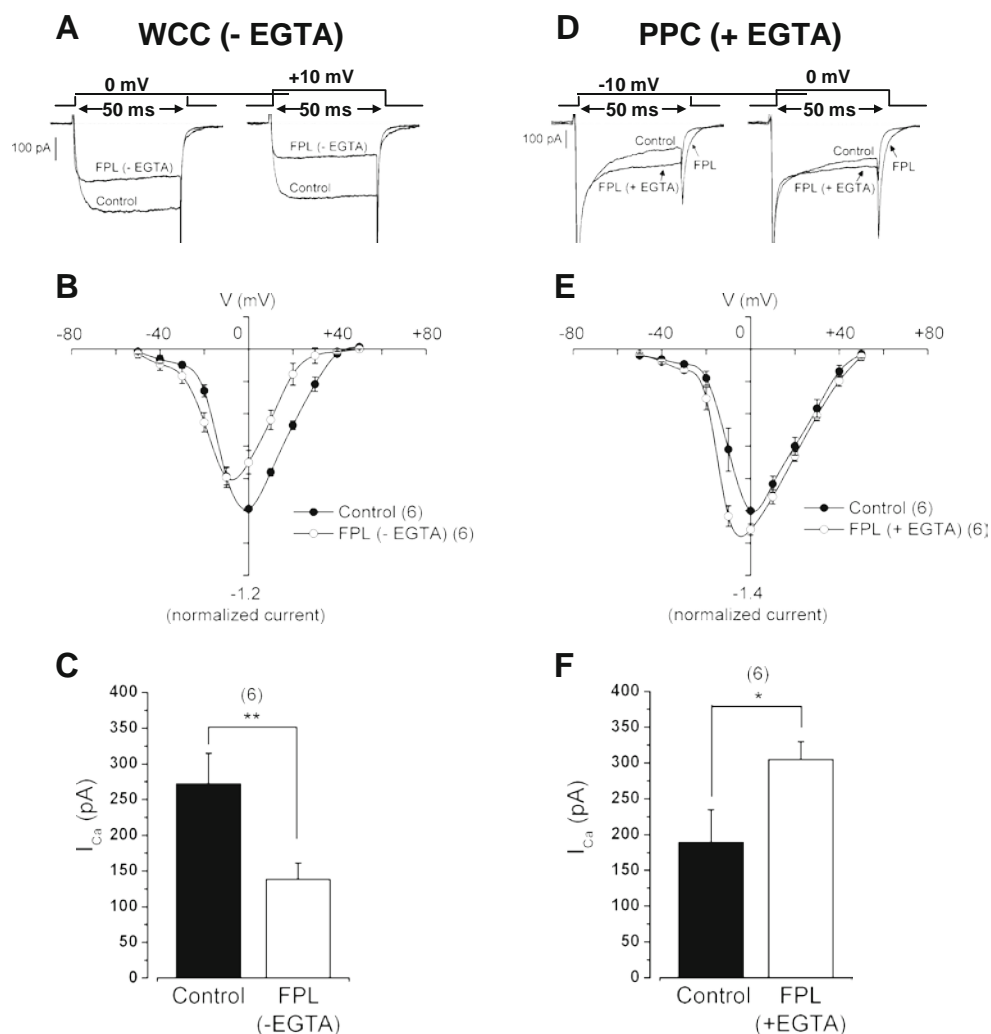 A
WCC (- EGTA)
0 mV
+10 mV
50 ms
50 ms
100 pA
FPL (- EGTA)
Control
FPL (- EGTA)
Control
B
V (mV)
-80
-40
0
+40
+80
Control (6)
FPL (- EGTA) (6)
-1.2
(normalized current)
C
(6)
**
400
350
300
250
200
150
100
50
0
I_Ca (pA)
Control
FPL
(-EGTA)
D
PPC (+ EGTA)
-10 mV
0 mV
50 ms
50 ms
100 pA
Control
FPL
FPL (+ EGTA)
Control
FPL
FPL (+ EGTA)
E
V (mV)
-80
-40
0
+40
+80
Control (6)
FPL (+ EGTA) (6)
-1.4
(normalized current)
F
(6)
*
400
350
300
250
200
150
100
50
0
I_Ca (pA)
Control
FPL
(+EGTA)